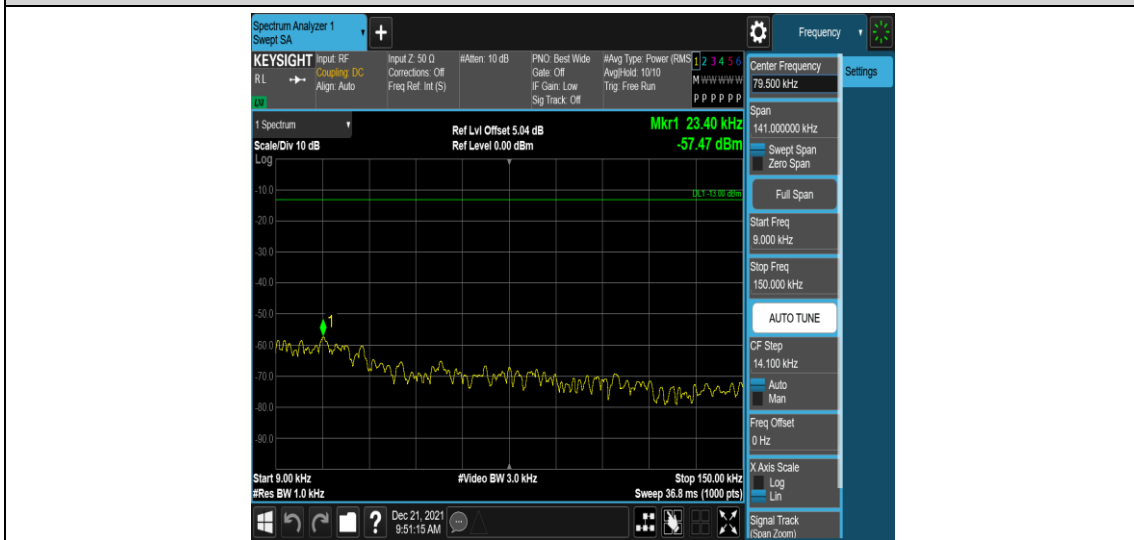 Spectrum Analyzer 1
Swept SA
+
Frequency
KEYSIGHT
Input: RF
Input Z: 50 Ω
#Atten: 10 dB
PNO: Best Wide
#Avg Type: Power (RMS
1 2 3 4 5 6
RL
Coupling: DC
Corrections: Off
Gate: Off
Avg|Hold: 10/10
M W W W W W
Align: Auto
Freq Ref: Int (S)
IF Gain: Low
Trig: Free Run
Sig Track: Off
P P P P P P
LXI
Center Frequency
79.500 kHz
Settings
1 Spectrum
Ref Lvl Offset 5.04 dB
Mkr1 23.40 kHz
Scale/Div 10 dB
Ref Level 0.00 dBm
-57.47 dBm
Log
DL1 -13.00 dBm
-10.0
-20.0
-30.0
-40.0
-50.0
1
-60.0
-70.0
-80.0
-90.0
Start 9.00 kHz
#Video BW 3.0 kHz
Stop 150.00 kHz
#Res BW 1.0 kHz
Sweep 36.8 ms (1000 pts)
Span
141.000000 kHz
Swept Span
Zero Span
Full Span
Start Freq
9.000 kHz
Stop Freq
150.000 kHz
AUTO TUNE
CF Step
14.100 kHz
Auto
Man
Freq Offset
0 Hz
X Axis Scale
Log
Lin
Signal Track
(Span Zoom)
?
Dec 21, 2021
9:51:15 AM